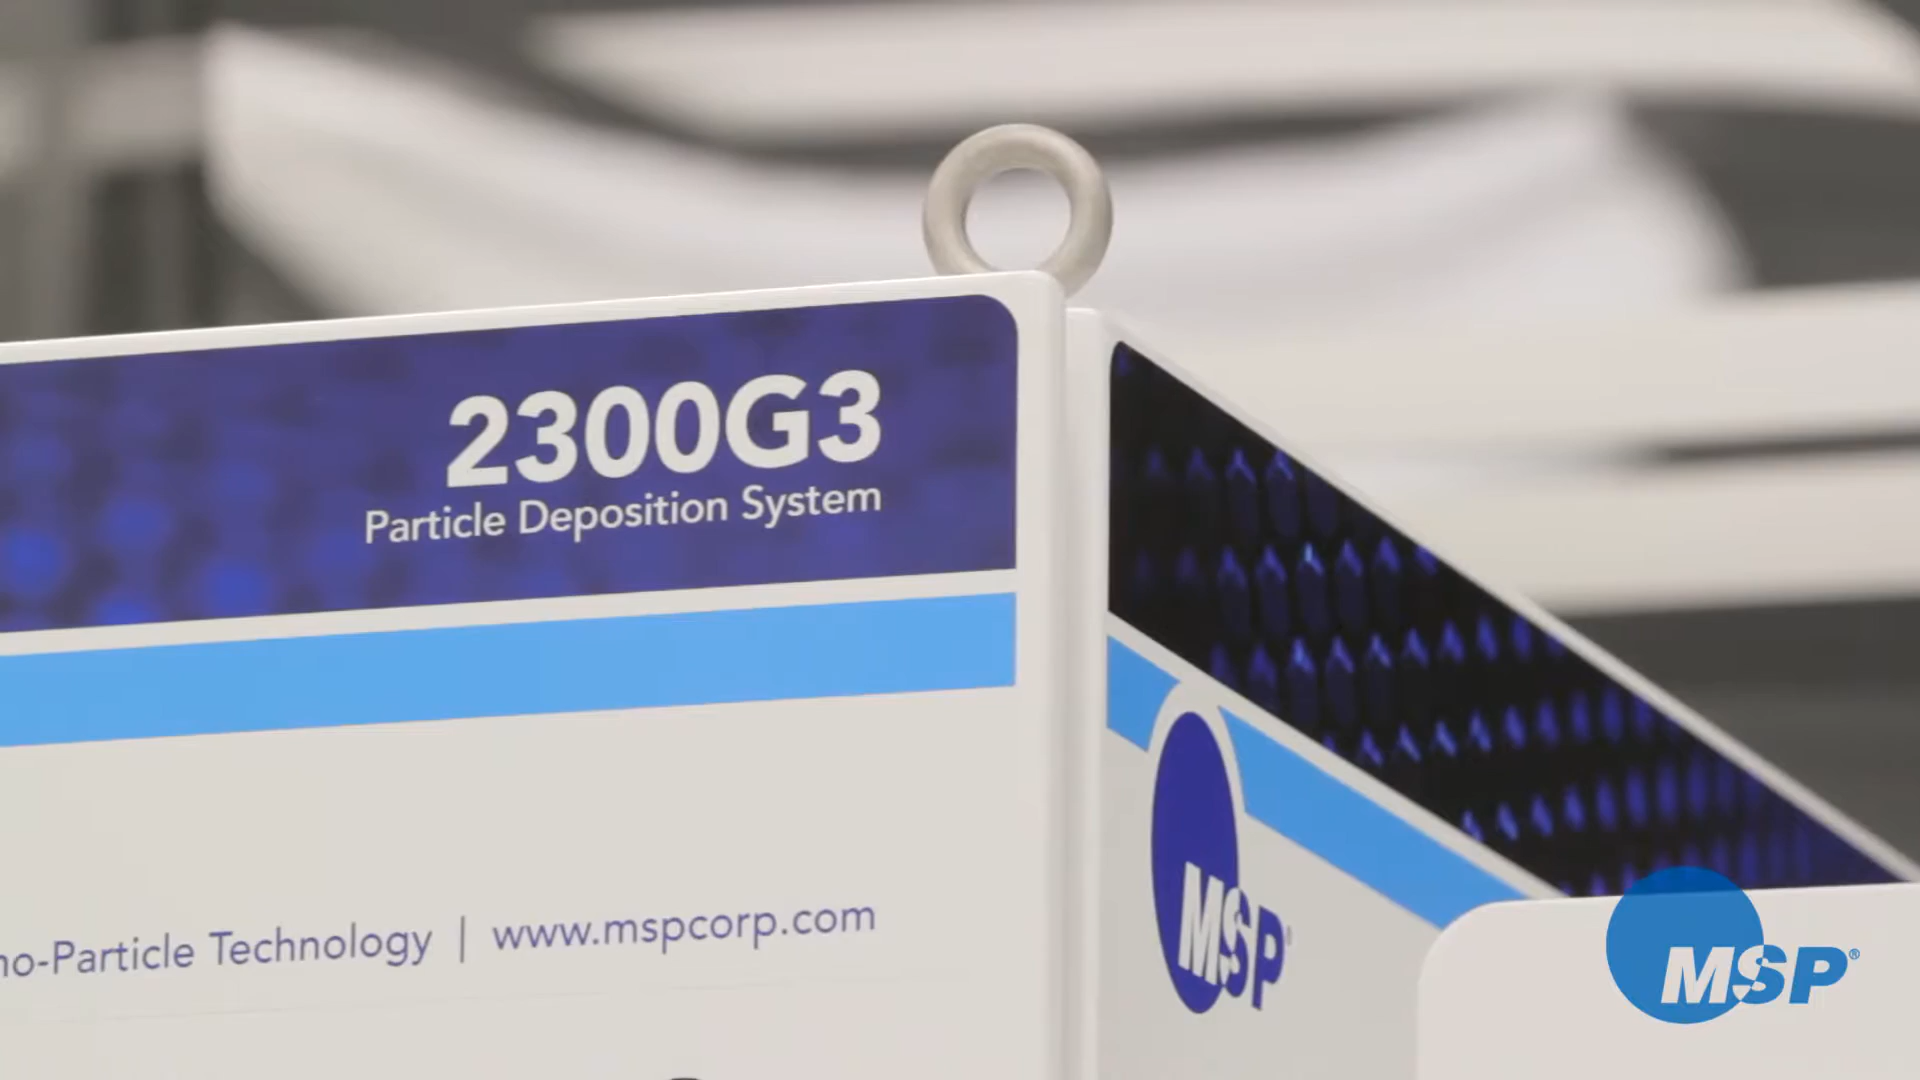 2300G3
Particle Deposition System
no-Particle Technology | www.mspcorp.com
MSP
MSP®